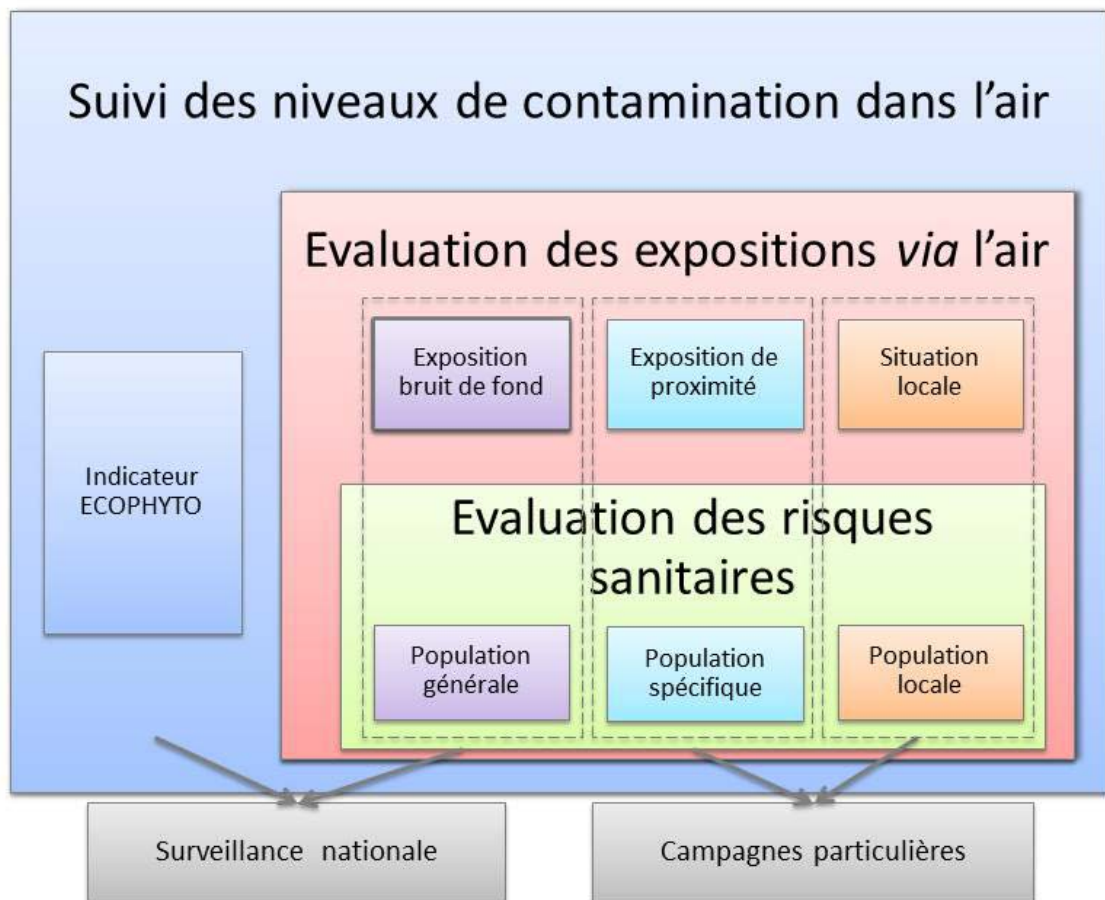 Suivi des niveaux de contamination dans l'air
Evaluation des expositions via l'air
Exposition
bruit de fond
Exposition de
proximité
Situation
locale
Indicateur
ECOPHYTO
Evaluation des risques
sanitaires
Population
générale
Population
spécifique
Population
locale
Surveillance nationale
Campagnes particulières